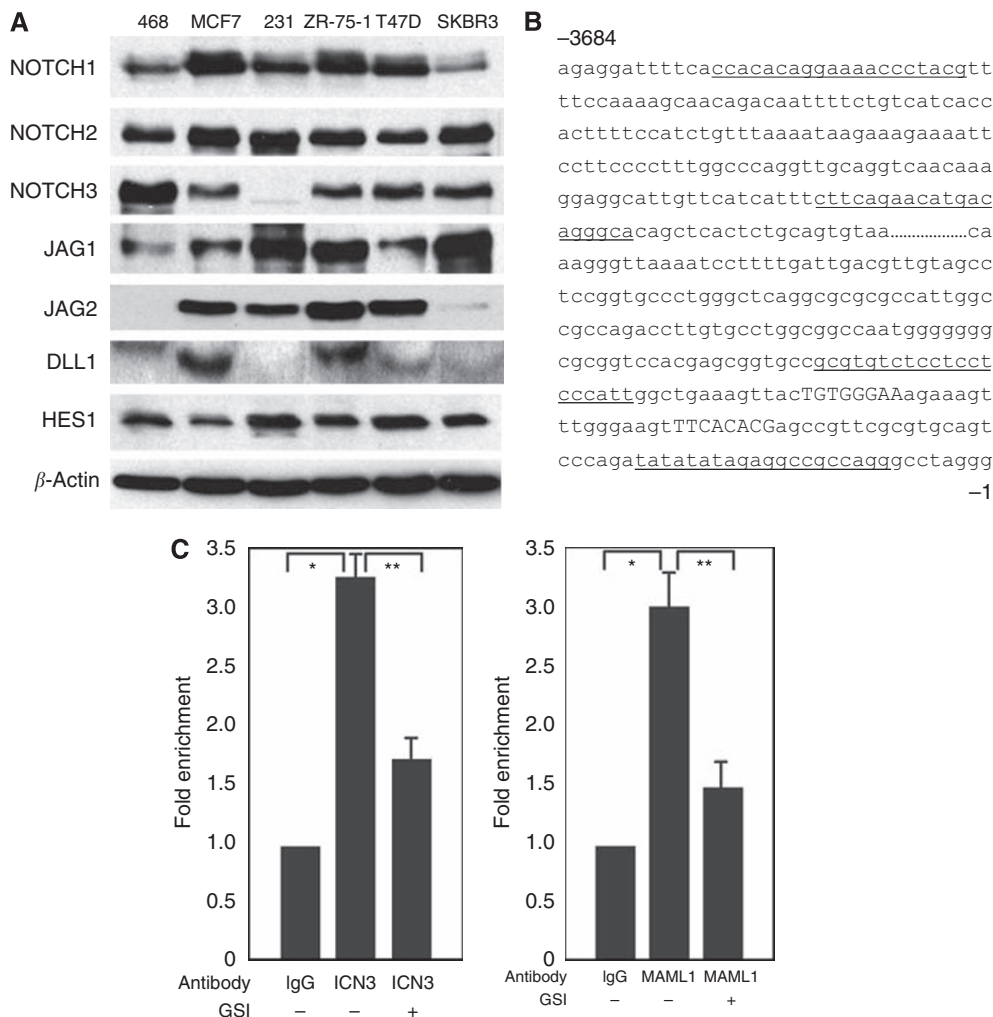 A
468 MCF7 231 ZR-75-1 T47D SKBR3
NOTCH1
NOTCH2
NOTCH3
JAG1
JAG2
DLL1
HES1
β-Actin
B
–3684
agaggattttcaccacacaggaaaaccctacgtt
ttccaaaagcaacagacaattttctgtcatcacc
acttttccatctgtttaaaataagaaagaaaatt
ccttcccctttggcccaggttgcaggtcaacaaa
ggaggcattgttcatcatttcttcagaacatgac
agggcacagctcactctgcagtgtaa.................ca
aagggttaaaatccttttgattgacgttgtagcc
tccggtgccctgggctcaggcgcgcgccattggc
cgccagaccttgtgcctggcggccaatggggggg
cgcggtccacgagcggtgccgcgtgtctcctcct
cccattggctgaaagttacTGTGGGAAagaaagt
ttgggaagtTTCACACGagccgttcgcgtgcagt
cccagatatatatagaggccgccagggcctaggg
–1
C
3.5
3.0
2.5
2.0
1.5
1.0
0.5
0
Fold enrichment
* **
Antibody IgG ICN3 ICN3
GSI – – +
3.5
3.0
2.5
2.0
1.5
1.0
0.5
0
Fold enrichment
* **
Antibody IgG MAML1 MAML1
GSI – – +